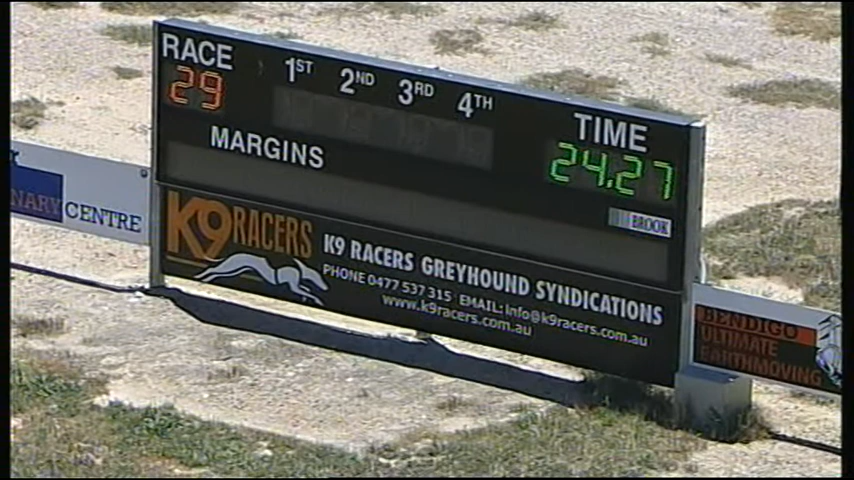 RACE 1ST 2ND 3RD 4TH TIME
29 24.27
MARGINS
BROOK
NARY CENTRE
K9 RACERS
K9 RACERS GREYHOUND SYNDICATIONS
PHONE 0477 537 315 EMAIL: info@k9racers.com.au
www.k9racers.com.au
BENDIGO
ULTIMATE
EARTHMOVING